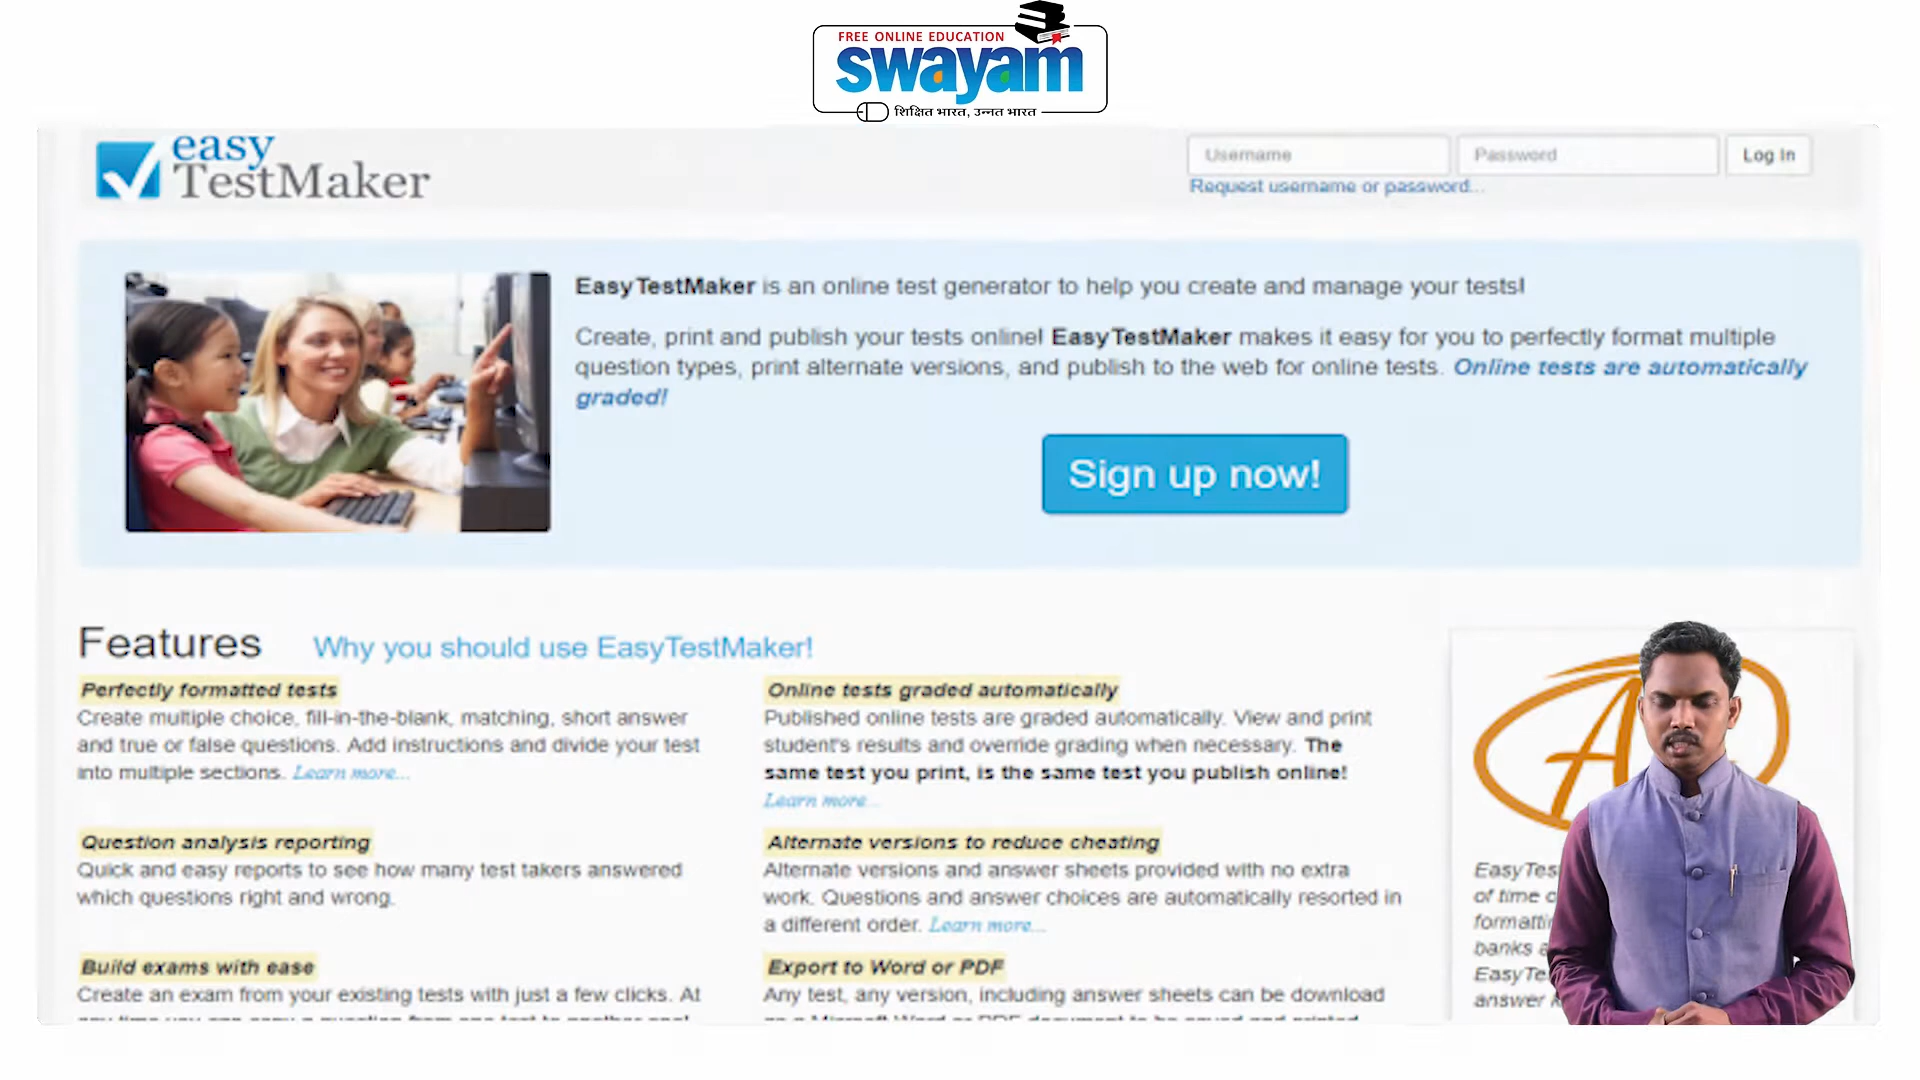 FREE ONLINE EDUCATION
swayam
शिक्षित भारत, उन्नत भारत
easy
TestMaker
Username
Password
Log In
Request username or password...
EasyTestMaker is an online test generator to help you create and manage your tests!
Create, print and publish your tests online! EasyTestMaker makes it easy for you to perfectly format multiple
question types, print alternate versions, and publish to the web for online tests. Online tests are automatically
graded!
Sign up now!
Features
Why you should use EasyTestMaker!
Perfectly formatted tests
Create multiple choice, fill-in-the-blank, matching, short answer
and true or false questions. Add instructions and divide your test
into multiple sections. Learn more...
Question analysis reporting
Quick and easy reports to see how many test takers answered
which questions right and wrong.
Build exams with ease
Create an exam from your existing tests with just a few clicks. At
Online tests graded automatically
Published online tests are graded automatically. View and print
student's results and override grading when necessary. The
same test you print, is the same test you publish online!
Learn more...
Alternate versions to reduce cheating
Alternate versions and answer sheets provided with no extra
work. Questions and answer choices are automatically resorted in
a different order. Learn more...
Export to Word or PDF
Any test, any version, including answer sheets can be download
A
EasyTes
of time
formatti
banks
EasyTe
answer